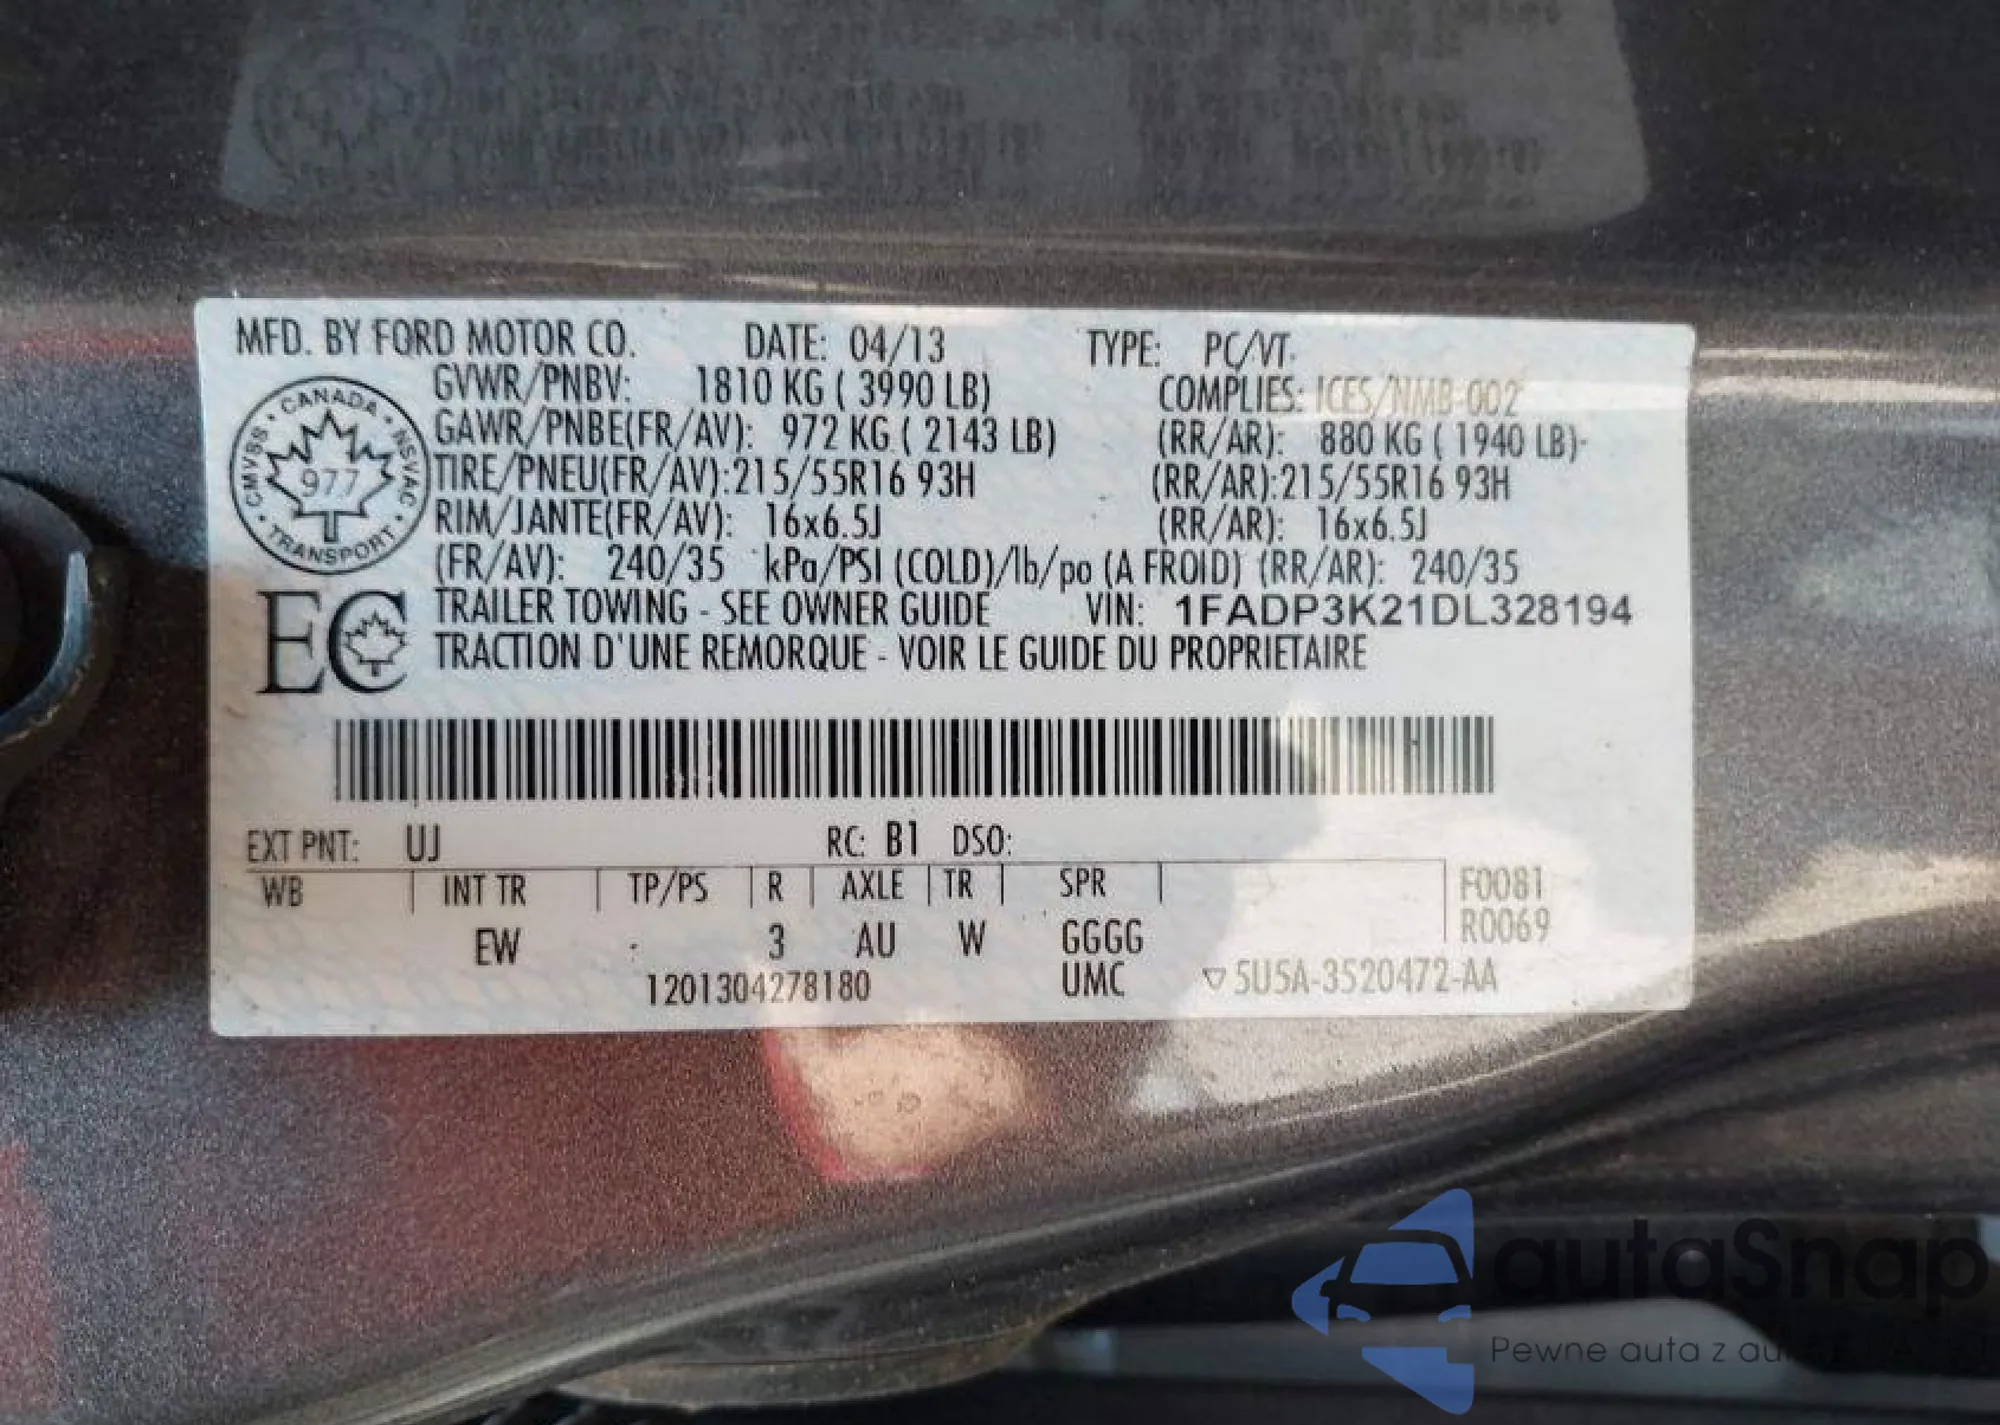 MFD. BY FORD MOTOR CO. DATE: 04/13 TYPE: PC/VT
GVWR/PNBV: 1810 KG ( 3990 LB) COMPLIES: ICES/NMB-002
GAWR/PNBE(FR/AV): 972 KG ( 2143 LB) (RR/AR): 880 KG ( 1940 LB)
TIRE/PNEU(FR/AV):215/55R16 93H (RR/AR):215/55R16 93H
RIM/JANTE(FR/AV): 16x6.5J (RR/AR): 16x6.5J
(FR/AV): 240/35 kPa/PSI (COLD)/lb/po (A FROID) (RR/AR): 240/35
TRAILER TOWING - SEE OWNER GUIDE VIN: 1FADP3K21DL328194
TRACTION D'UNE REMORQUE - VOIR LE GUIDE DU PROPRIETAIRE
CANADA
CMVSS NSVAC
977
TRANSPORT
EC
EXT PNT: UJ RC: B1 DSO:
WB INT TR TP/PS R AXLE TR SPR F0081
R0069
EW 3 AU W GGGG
1201304278180 UMC 5U5A-3520472-AA
autaSnap
Pewne auta z